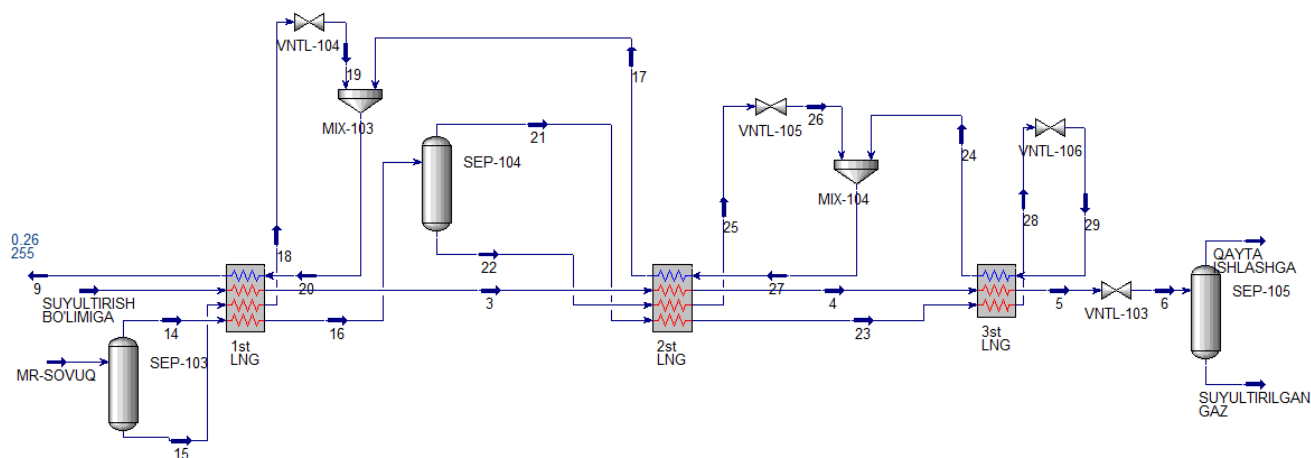 VNTL-104
19
17
MIX-103
21
SEP-104
VNTL-105
26
VNTL-106
24
MIX-104
25
28
29
0.26
255
18
22
QAYTA
ISHLASHGA
SEP-105
9
SUYULTIRISH
BO'LIMIGA
20
3
27
4
5
6
VNTL-103
14
16
23
1st
LNG
2st
LNG
3st
LNG
MR-SOVUQ
SEP-103
15
SUYULTIRILGAN
GAZ